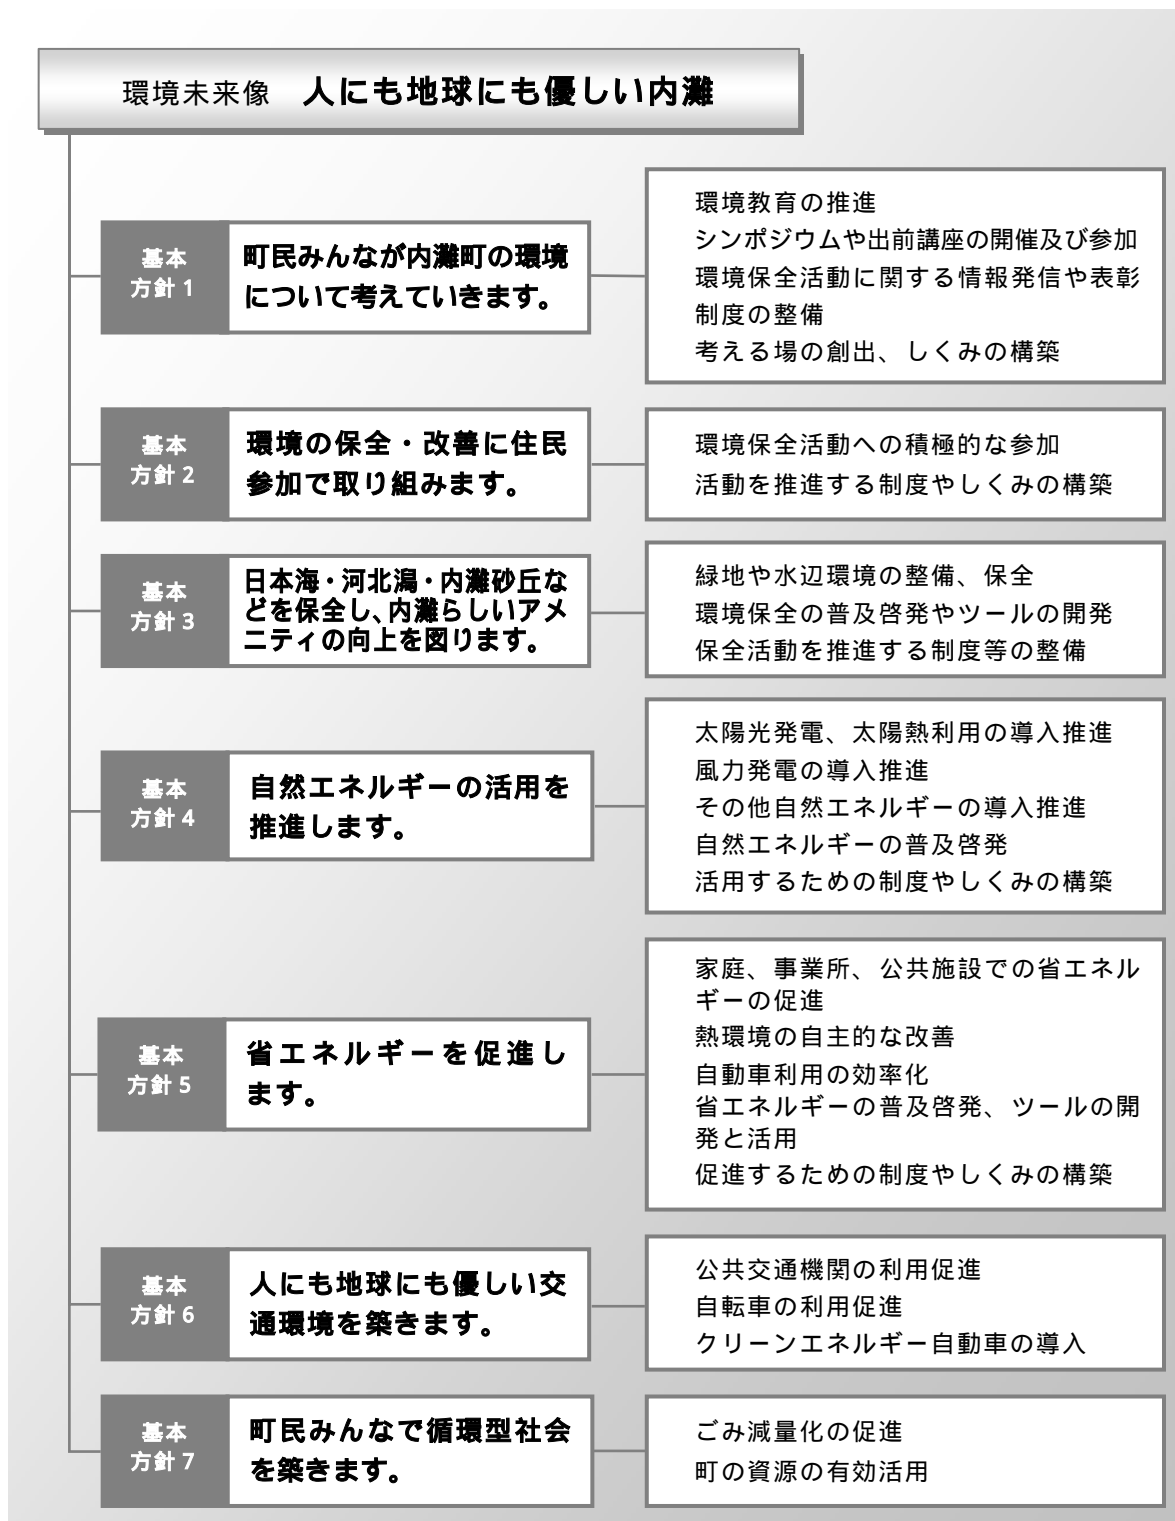 環境未来像 人にも地球にも優しい内灘
基本
方針1
町民みんなが内灘町の環境
について考えていきます。
環境教育の推進
シンポジウムや出前講座の開催及び参加
環境保全活動に関する情報発信や表彰
制度の整備
考える場の創出、しくみの構築
基本
方針2
環境の保全・改善に住民
参加で取り組みます。
環境保全活動への積極的な参加
活動を推進する制度やしくみの構築
基本
方針3
日本海・河北潟・内灘砂丘な
どを保全し、内灘らしいアメ
ニティの向上を図ります。
緑地や水辺環境の整備、保全
環境保全の普及啓発やツールの開発
保全活動を推進する制度等の整備
基本
方針4
自然エネルギーの活用を
推進します。
太陽光発電、太陽熱利用の導入推進
風力発電の導入推進
その他自然エネルギーの導入推進
自然エネルギーの普及啓発
活用するための制度やしくみの構築
基本
方針5
省エネルギーを促進し
ます。
家庭、事業所、公共施設での省エネル
ギーの促進
熱環境の自主的な改善
自動車利用の効率化
省エネルギーの普及啓発、ツールの開
発と活用
促進するための制度やしくみの構築
基本
方針6
人にも地球にも優しい交
通環境を築きます。
公共交通機関の利用促進
自転車の利用促進
クリーンエネルギー自動車の導入
基本
方針7
町民みんなで循環型社会
を築きます。
ごみ減量化の促進
町の資源の有効活用